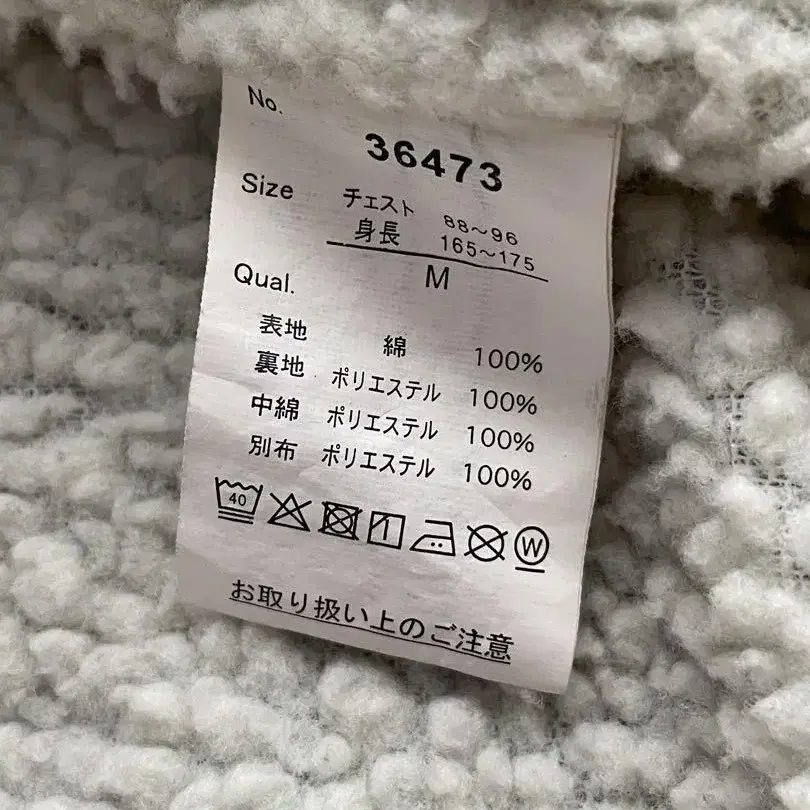 No.
36473
Size チェスト 88～96
身長 165～175
M
Qual.
表地 綿 100%
裏地 ポリエステル 100%
中綿 ポリエステル 100%
別布 ポリエステル 100%
40 W
お取り扱い上のご注意